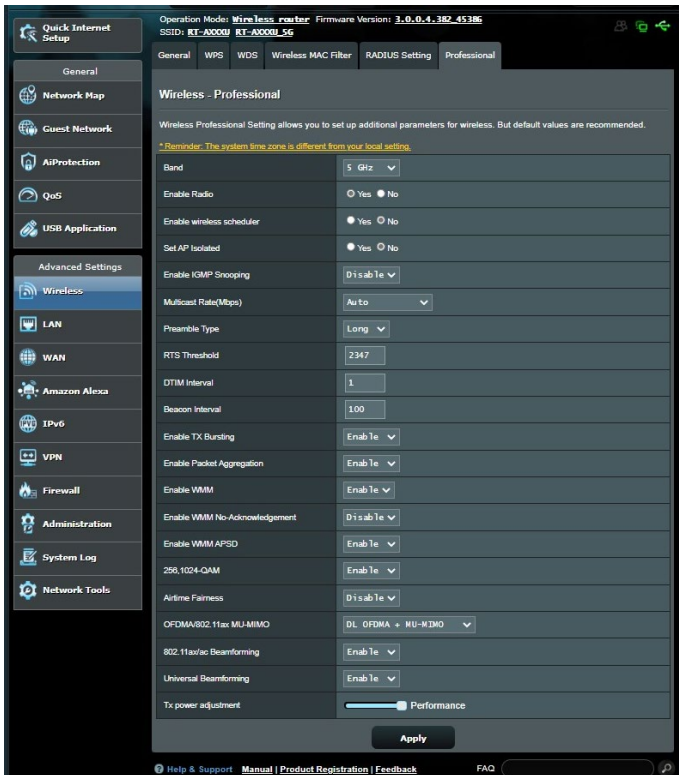 Quick Internet Setup
Operation Mode: Wireless router Firmware Version: 3.0.0.4.382_45386
SSID: RT-AXXXU RT-AXXXU_5G
General WPS WDS Wireless MAC Filter RADIUS Setting Professional
General
Network Map
Guest Network
AiProtection
QoS
USB Application
Advanced Settings
Wireless
LAN
WAN
Amazon Alexa
IPv6
VPN
Firewall
Administration
System Log
Network Tools
Wireless - Professional
Wireless Professional Setting allows you to set up additional parameters for wireless. But default values are recommended.
* Reminder: The system time zone is different from your local setting.
Band 5 GHz
Enable Radio Yes No
Enable wireless scheduler Yes No
Set AP Isolated Yes No
Enable IGMP Snooping Disable
Multicast Rate(Mbps) Auto
Preamble Type Long
RTS Threshold 2347
DTIM Interval 1
Beacon Interval 100
Enable TX Bursting Enable
Enable Packet Aggregation Enable
Enable WMM Enable
Enable WMM No-Acknowledgement Disable
Enable WMM APSD Enable
256,1024-QAM Enable
Airtime Fairness Disable
OFDMA/802.11ax MU-MIMO DL OFDMA + MU-MIMO
802.11ax/ac Beamforming Enable
Universal Beamforming Enable
Tx power adjustment Performance
Apply
Help & Support Manual | Product Registration | Feedback FAQ